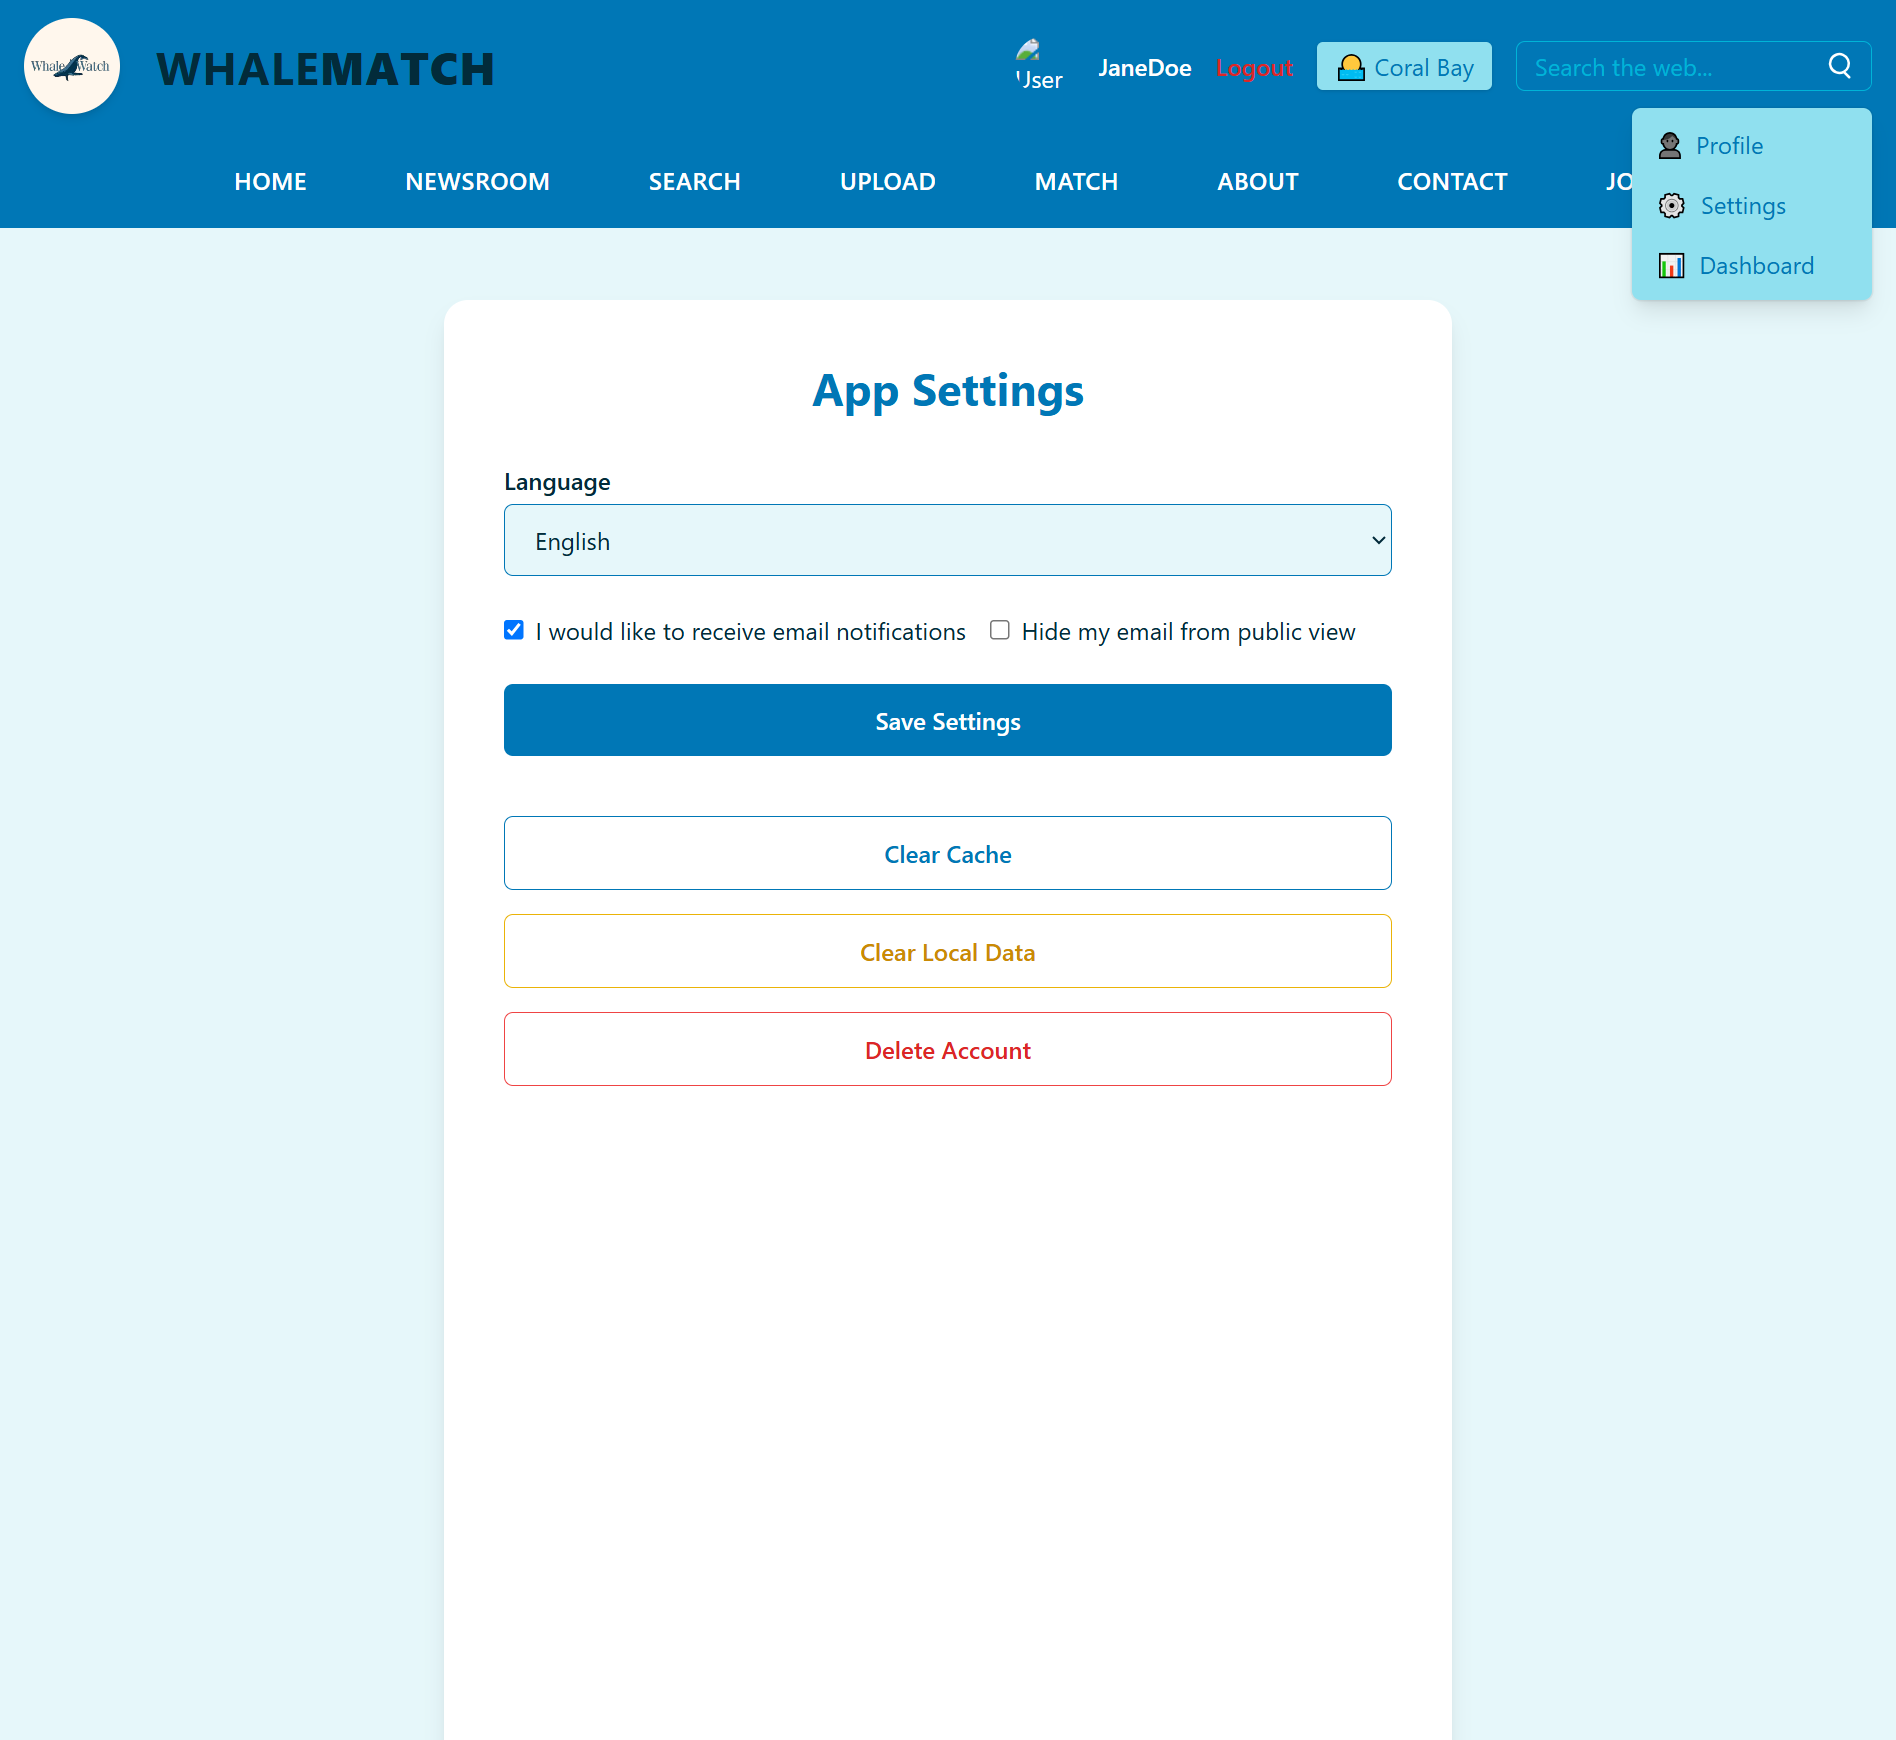 Whale Watch
WHALEMATCH
User
JaneDoe
Logout
Coral Bay
Search the web...
Profile
Settings
Dashboard
HOME
NEWSROOM
SEARCH
UPLOAD
MATCH
ABOUT
CONTACT
JO
App Settings
Language
English
I would like to receive email notifications
Hide my email from public view
Save Settings
Clear Cache
Clear Local Data
Delete Account